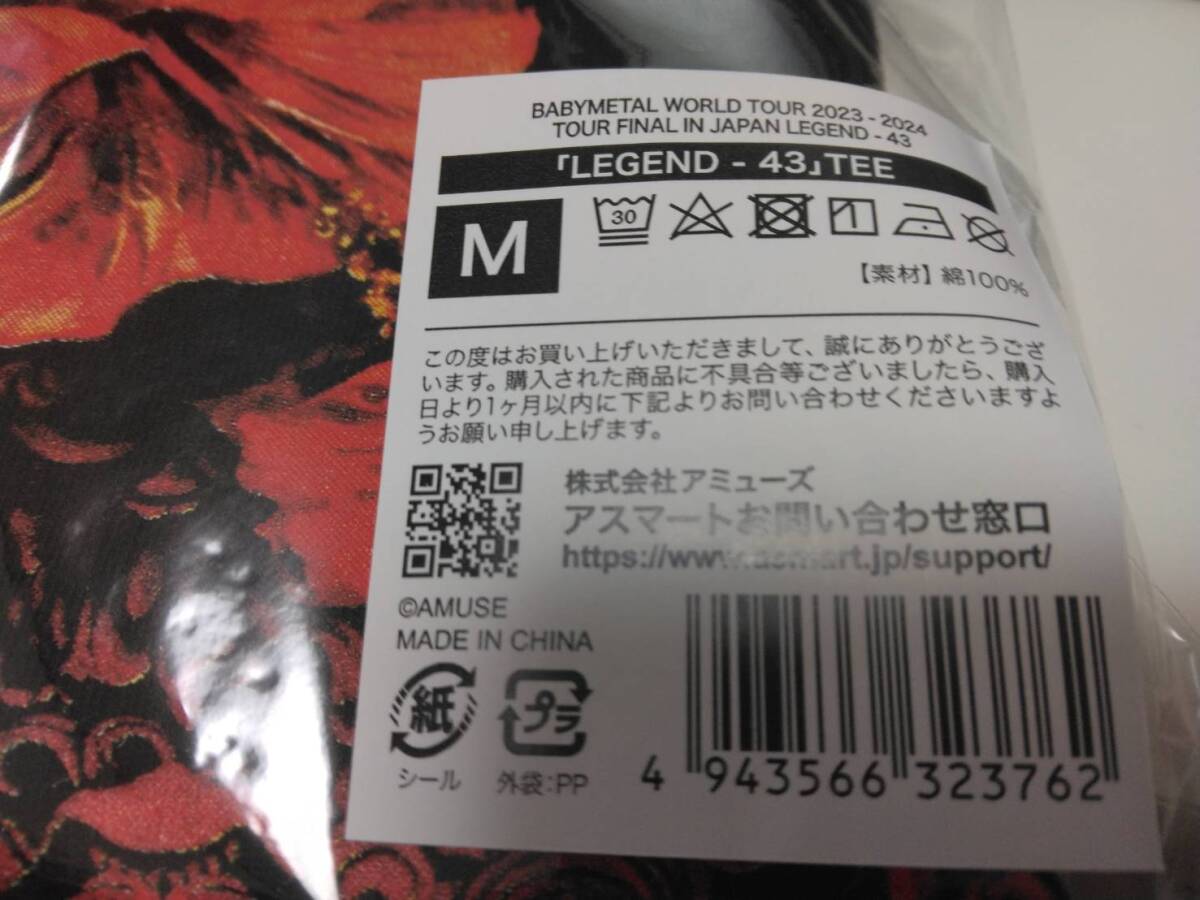 BABYMETAL WORLD TOUR 2023 - 2024
TOUR FINAL IN JAPAN LEGEND - 43
「LEGEND - 43」TEE
M
30
【素材】綿100%
この度はお買い上げいただきまして、誠にありがとうござ
います。購入された商品に不具合等ございましたら、購入
日より1ヶ月以内に下記よりお問い合わせくださいますよ
うお願い申し上げます。
株式会社アミューズ
アスマートお問い合わせ窓口
https://www.asmart.jp/support/
©AMUSE
MADE IN CHINA
紙
シール
プラ
外袋:PP
4 943566 323762